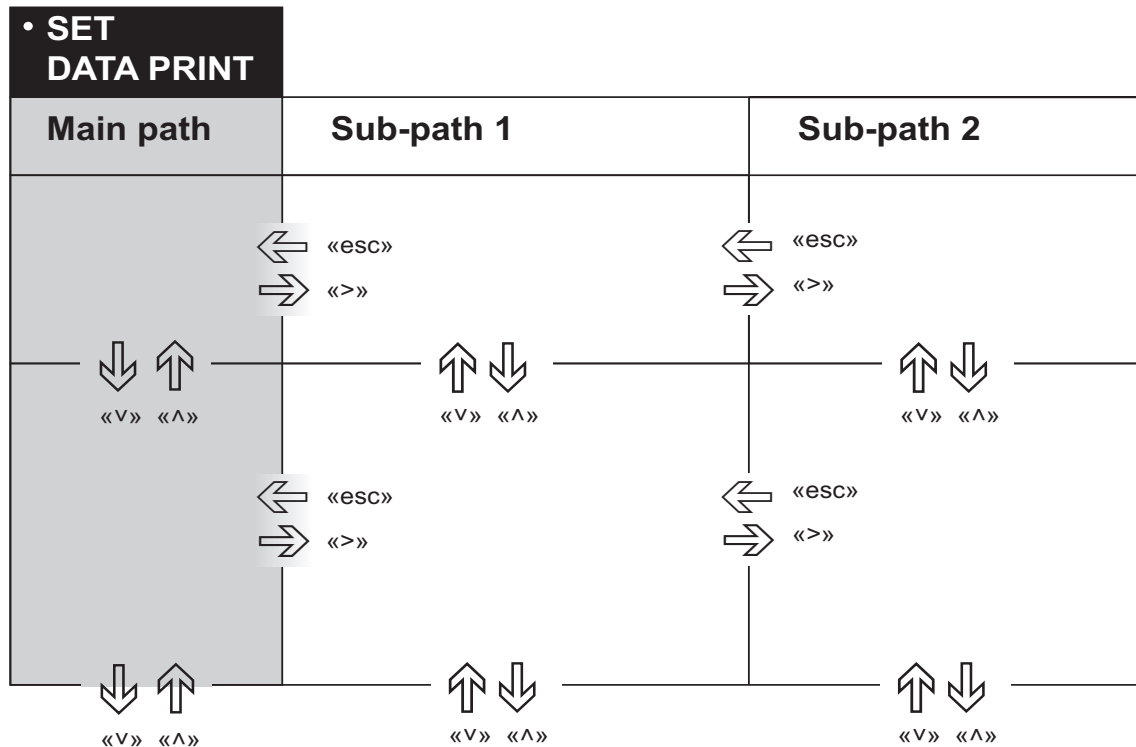 • SET
DATA PRINT
Main path Sub-path 1 Sub-path 2
«esc» «esc»
«>» «>»
«˅» «^» «˅» «^» «˅» «^»
«esc» «esc»
«>» «>»
«˅» «^» «˅» «^» «˅» «^»